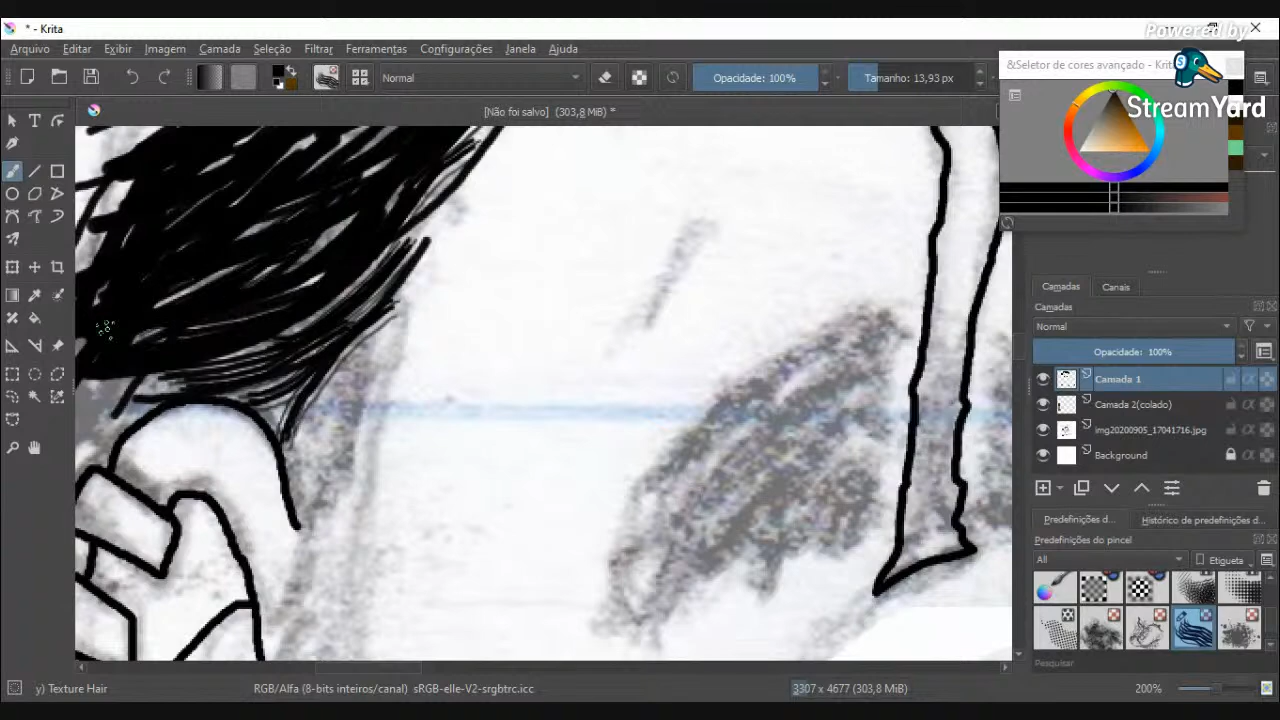 * - Krita
Powered by
Arquivo Editar Exibir Imagem Camada Seleção Filtrar Ferramentas Configurações Janela Ajuda
&Seletor de cores avançado - Krita
Normal
Opacidade: 100%
Tamanho: 13,93 px
StreamYard
[Não foi salvo] (303,8 MiB) *
Camadas Canais
Camadas
Normal
Opacidade: 100%
Camada 1
Camada 2(colado)
img20200905_17041716.jpg
Background
Predefinições d... Histórico de predefinições d...
Predefinições do pincel
All
Etiqueta
Pesquisar
y) Texture Hair
RGB/Alfa (8-bits inteiros/canal) sRGB-elle-V2-srgbtrc.icc
3307 x 4677 (303,8 MiB)
200%